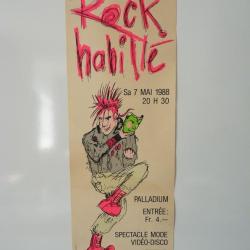 Rock
habillé
Sa 7 MAI 1988
20 H 30
PALLADIUM
ENTRÉE:
Fr. 4.—
SPECTACLE MODE
VIDÉO-DISCO